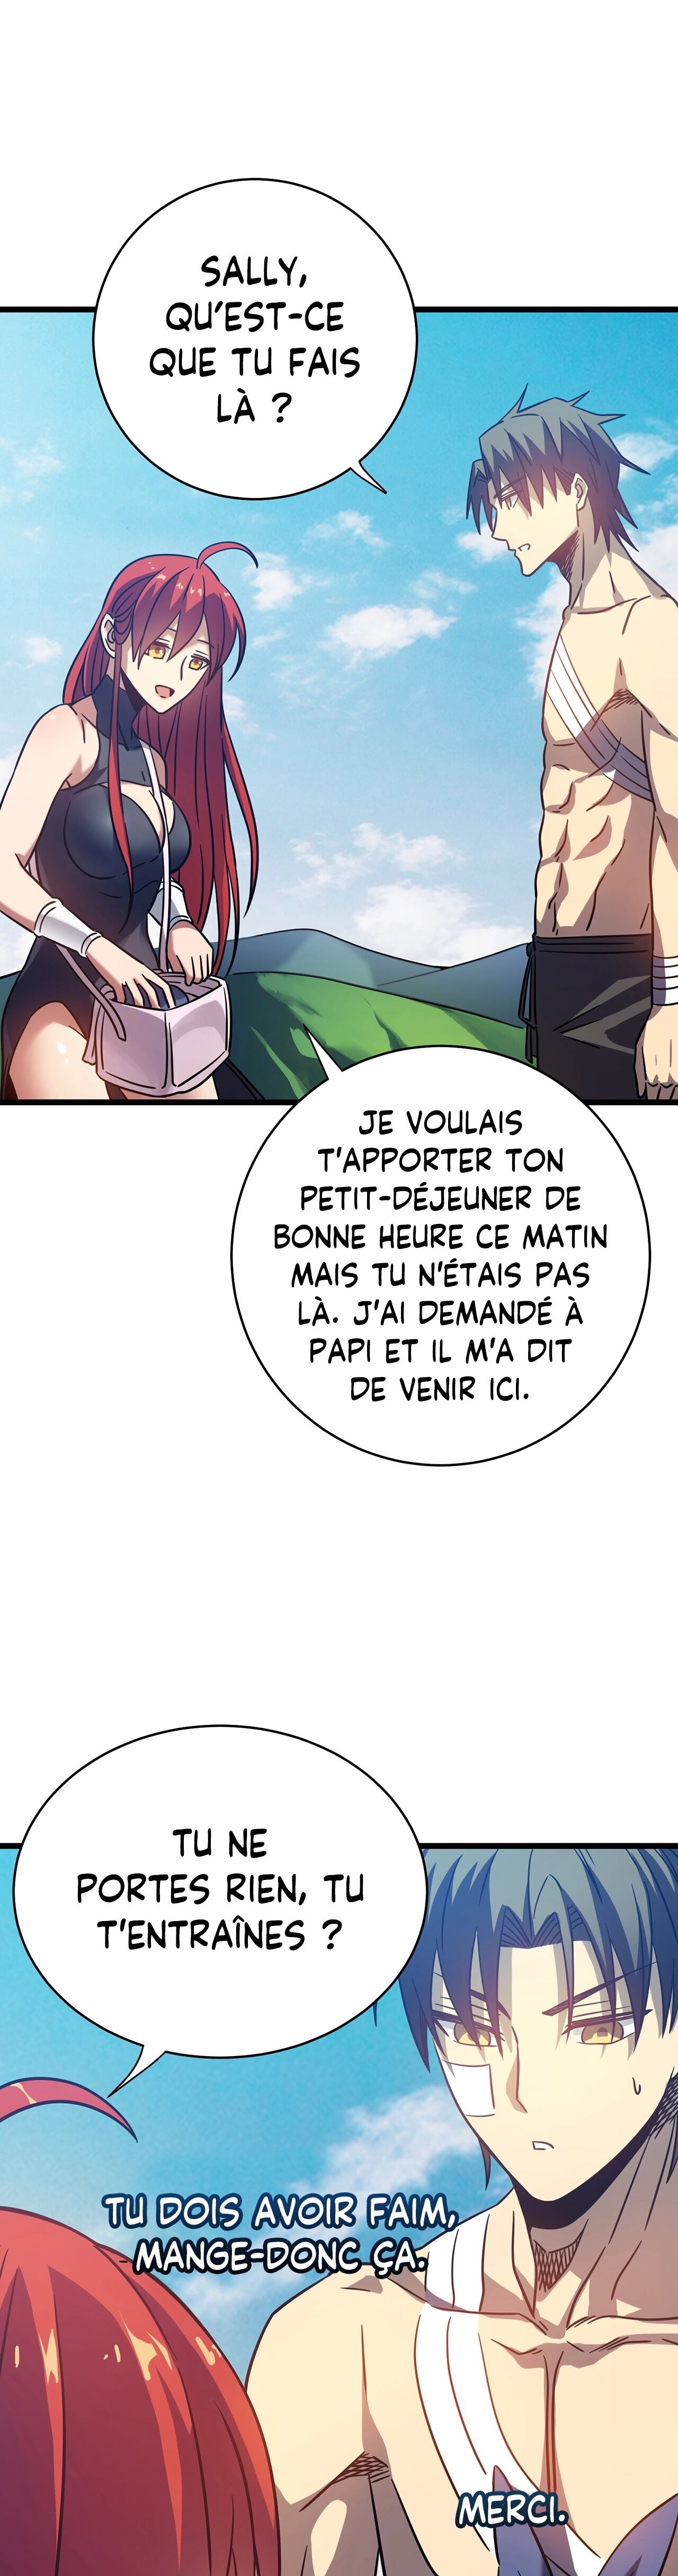 SALLY,
QU'EST-CE
QUE TU FAIS
LÀ ?
JE VOULAIS
T'APPORTER TON
PETIT-DÉJEUNER DE
BONNE HEURE CE MATIN
MAIS TU N'ÉTAIS PAS
LÀ. J'AI DEMANDÉ À
PAPI ET IL M'A DIT
DE VENIR ICI.
TU NE
PORTES RIEN, TU
T'ENTRAÎNES ?
TU DOIS AVOIR FAIM,
MANGE-DONC ÇA.
MERCI.